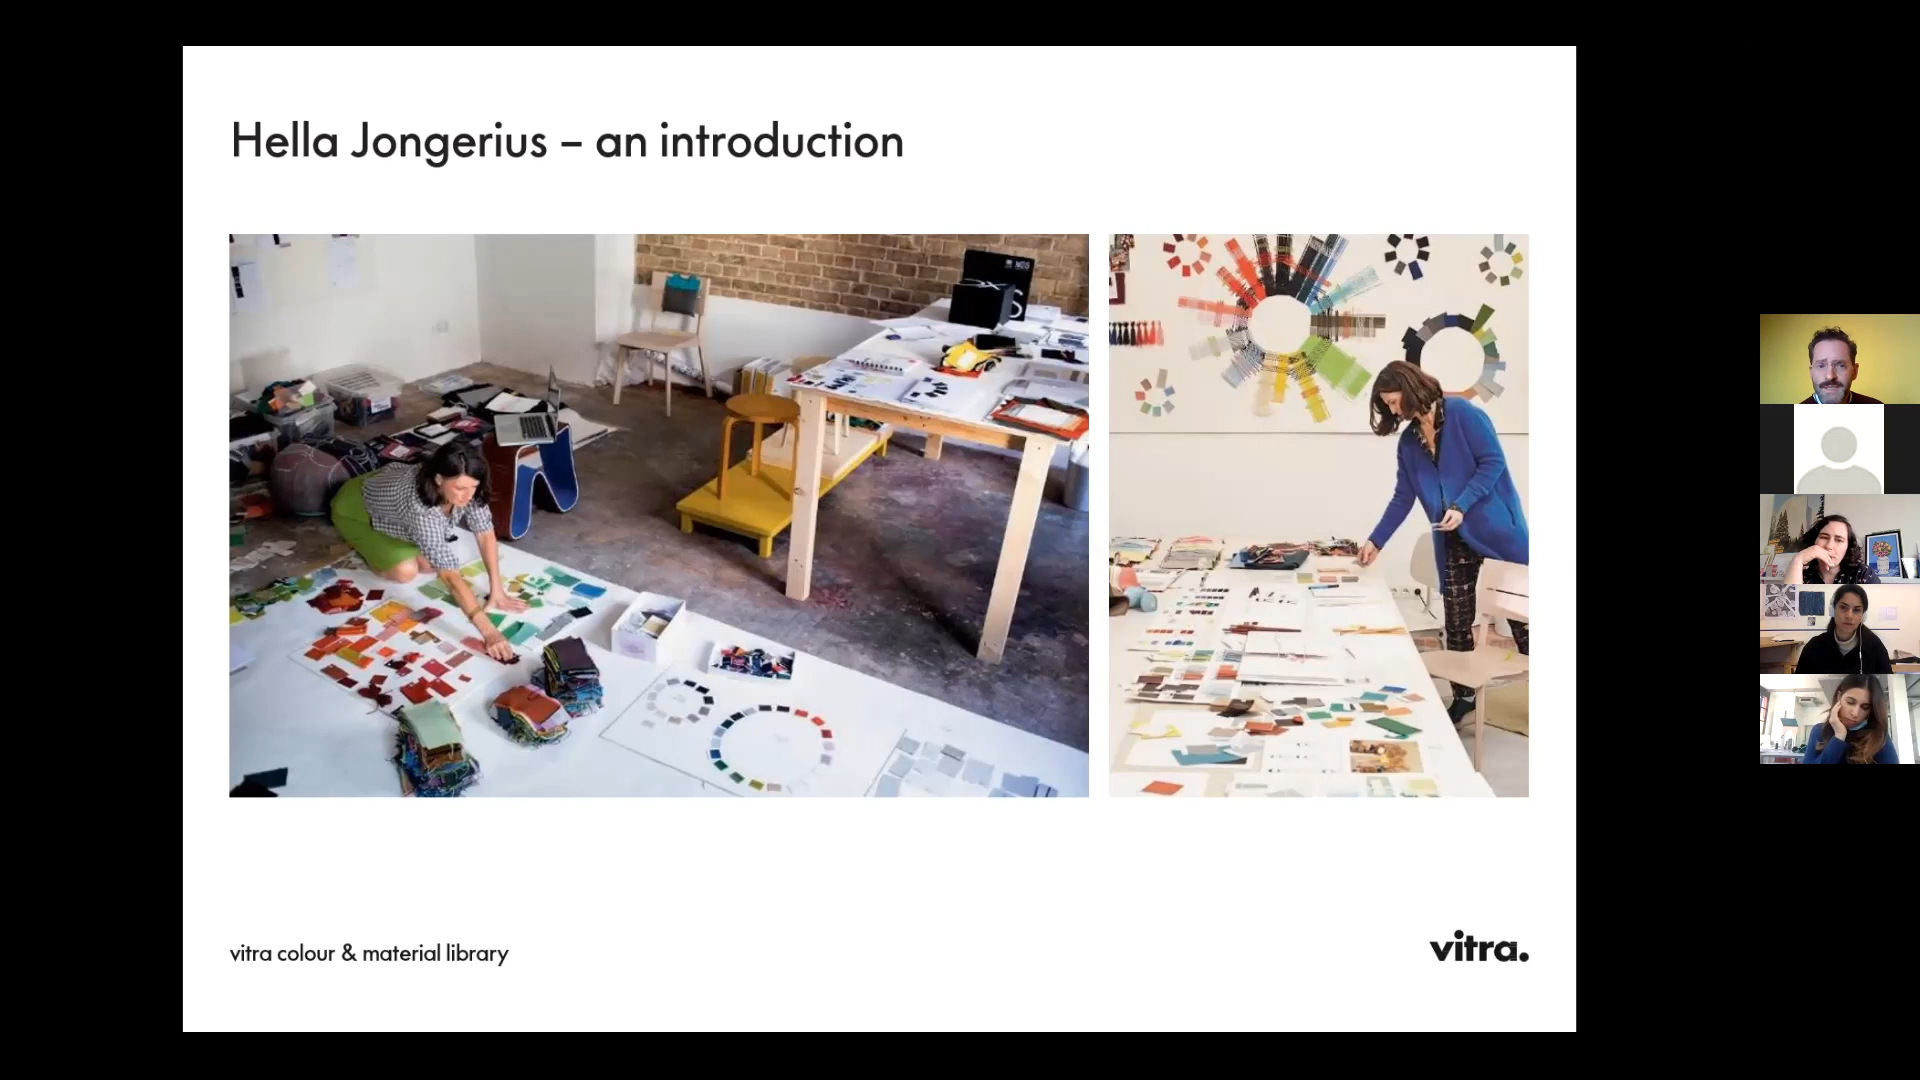 Hella Jongerius – an introduction
vitra colour & material library
vitra.